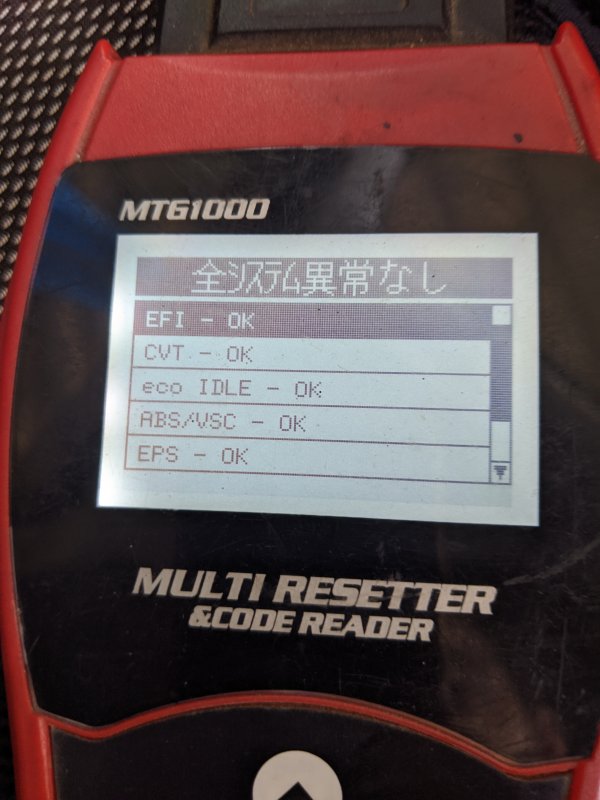 MTG1000
全システム異常なし
EFI - OK
CVT - OK
eco IDLE - OK
ABS/VSC - OK
EPS - OK
MULTI RESETTER
&CODE READER